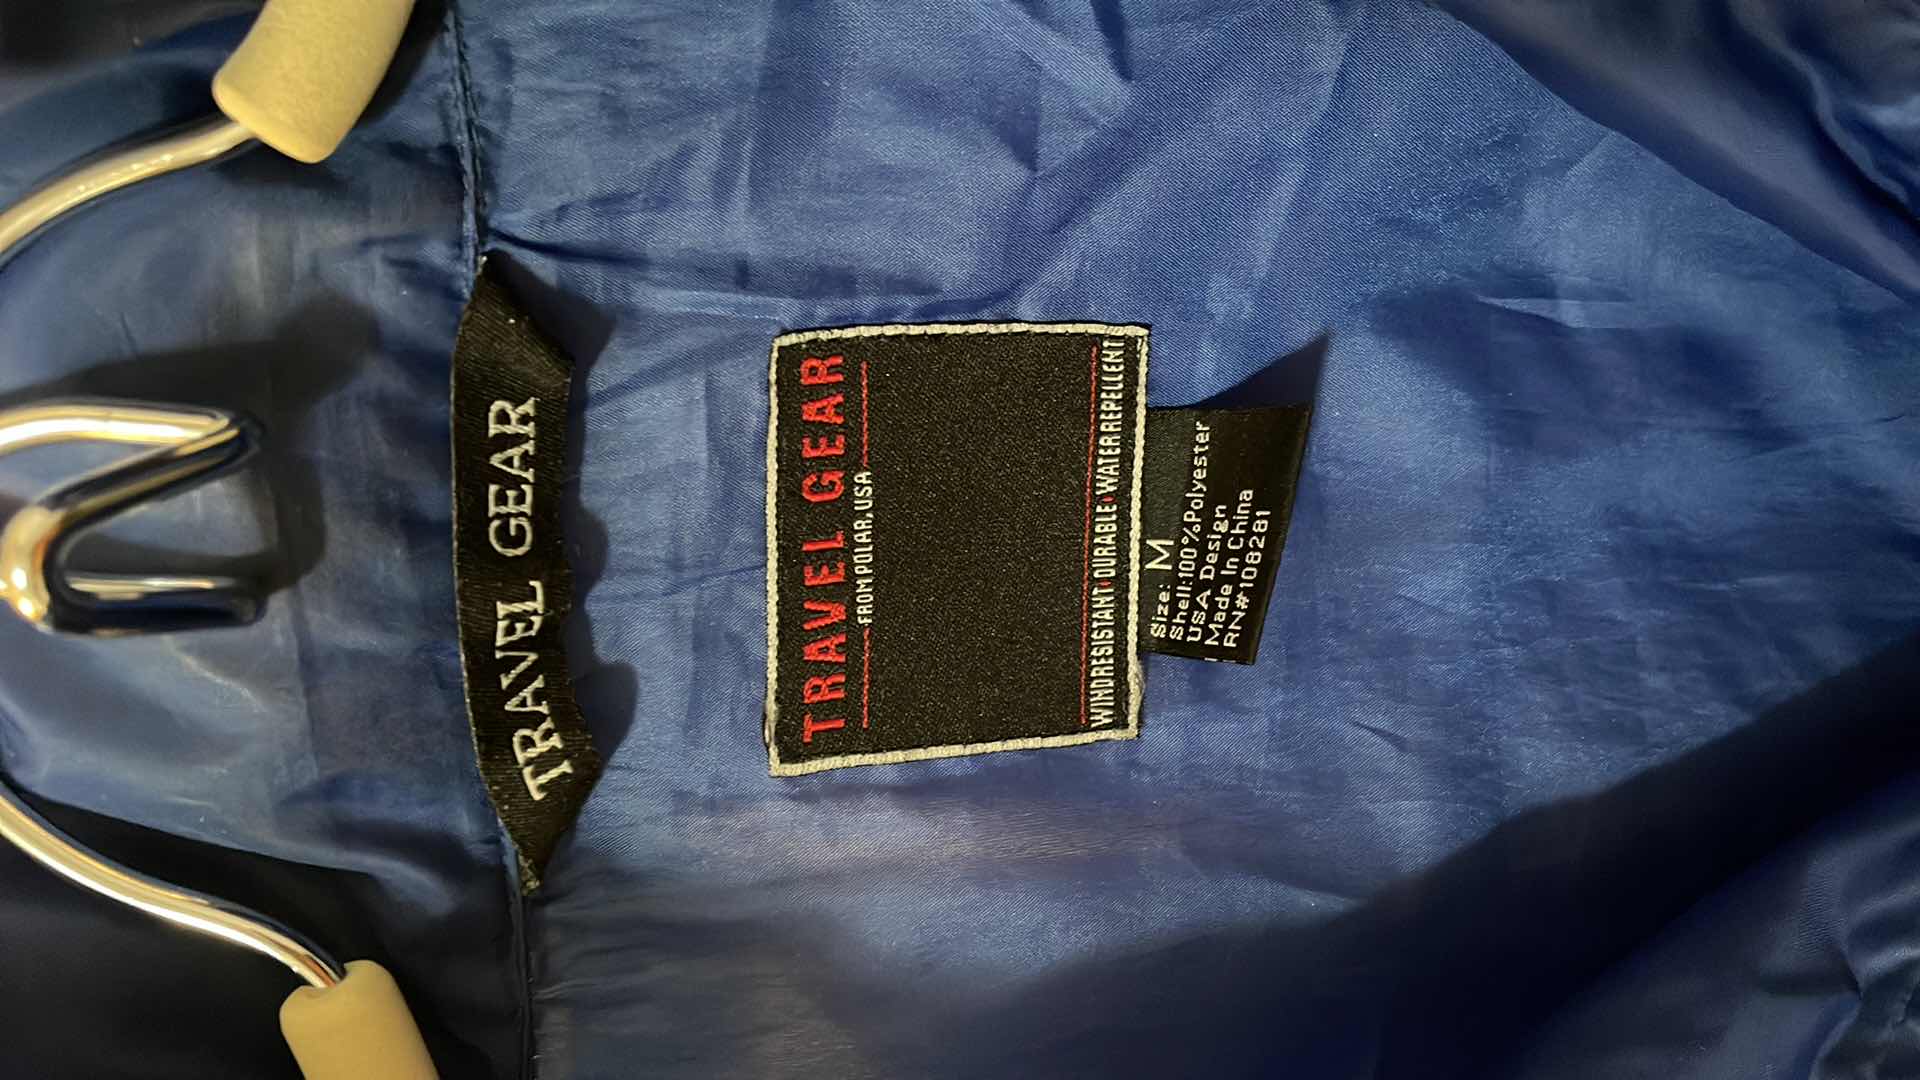 TRAVEL GEAR
TRAVEL GEAR
FROM POLAR, USA
WINDRESISTANT·DURABLE·WATERREPELLENT
Size: M
Shell:100%Polyester
USA Design
Made In China
RN#108281